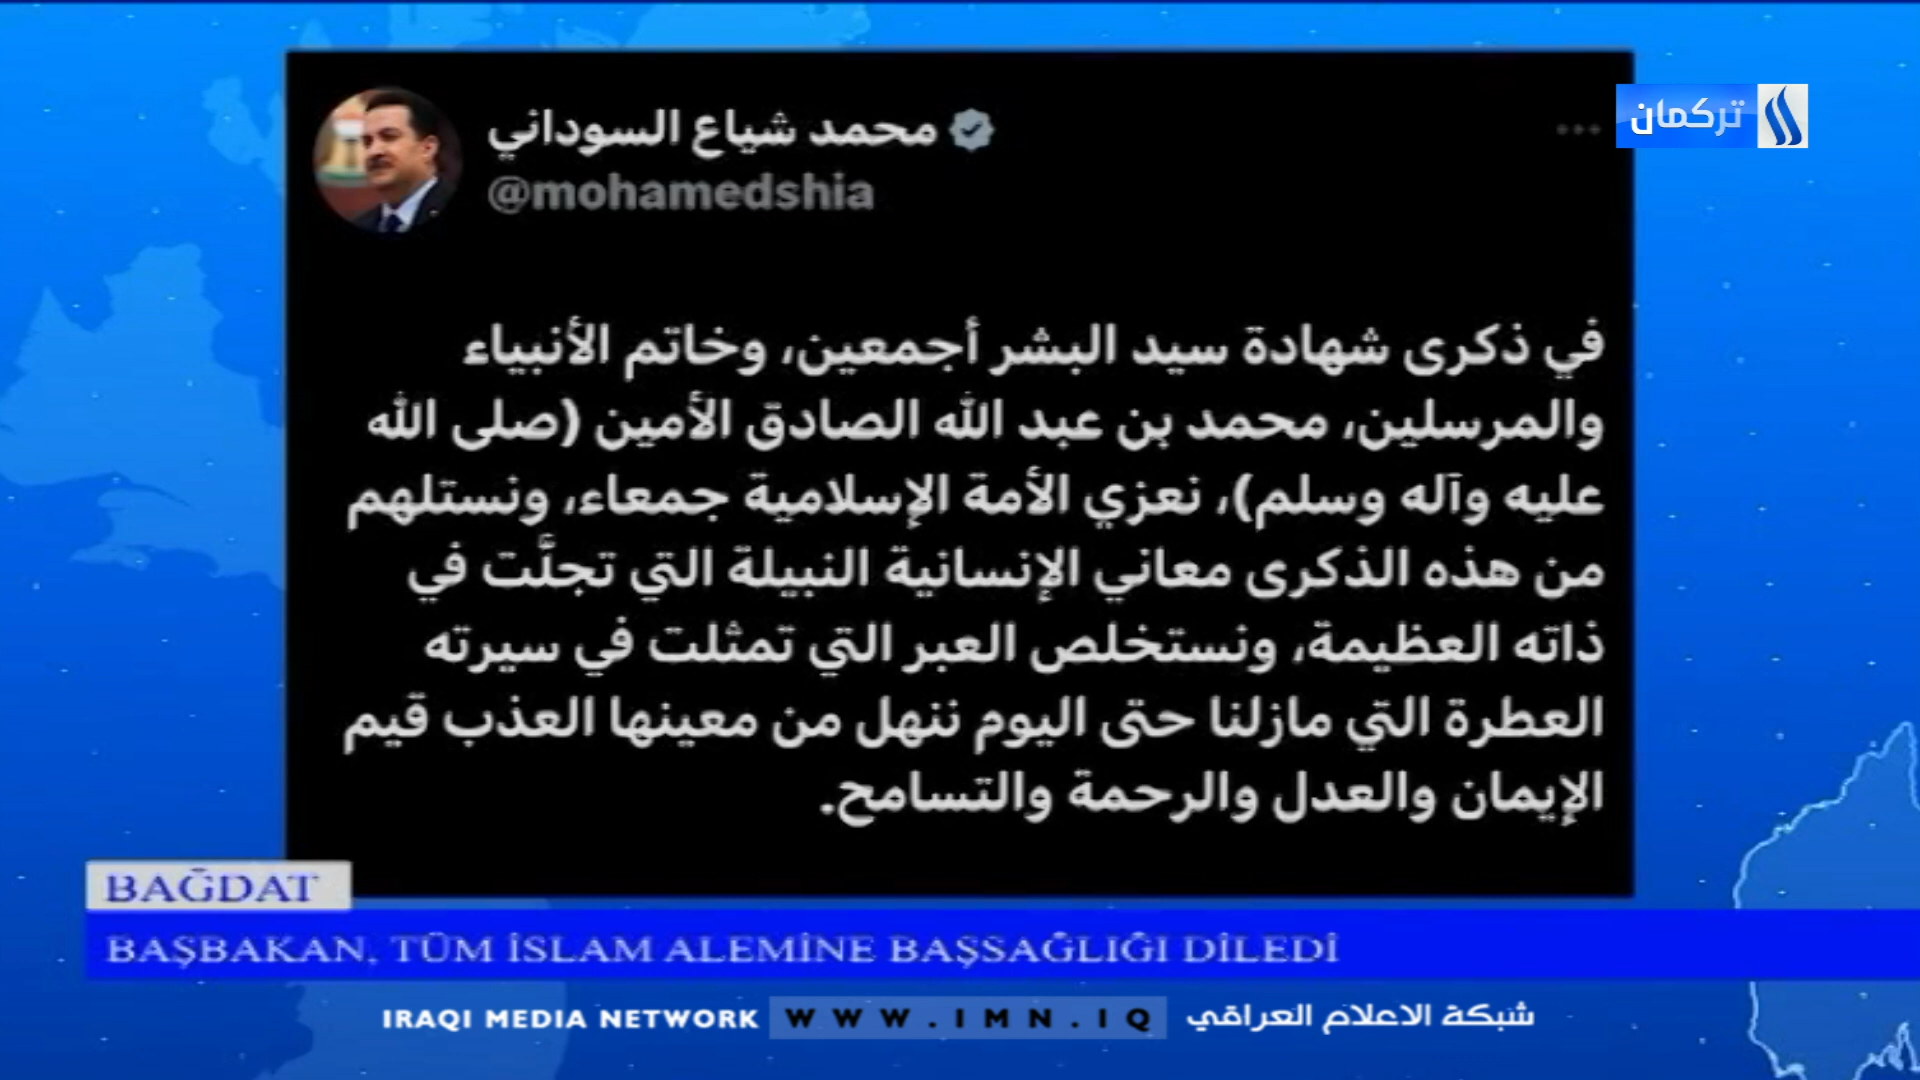 تركمان
محمد شياع السوداني
@mohamedshia
في ذكرى شهادة سيد البشر أجمعين، وخاتم الأنبياء
والمرسلين، محمد بن عبد الله الصادق الأمين (صلى الله
عليه وآله وسلم)، نعزي الأمة الإسلامية جمعاء، ونستلهم
من هذه الذكرى معاني الإنسانية النبيلة التي تجلَّت في
ذاته العظيمة، ونستخلص العبر التي تمثلت في سيرته
العطرة التي مازلنا حتى اليوم ننهل من معينها العذب قيم
الإيمان والعدل والرحمة والتسامح.
BAĞDAT
BAŞBAKAN, TÜM İSLAM ALEMİNE BAŞSAĞLIĞI DİLEDİ
IRAQI MEDIA NETWORK WWW.IMN.IQ شبكة الاعلام العراقي